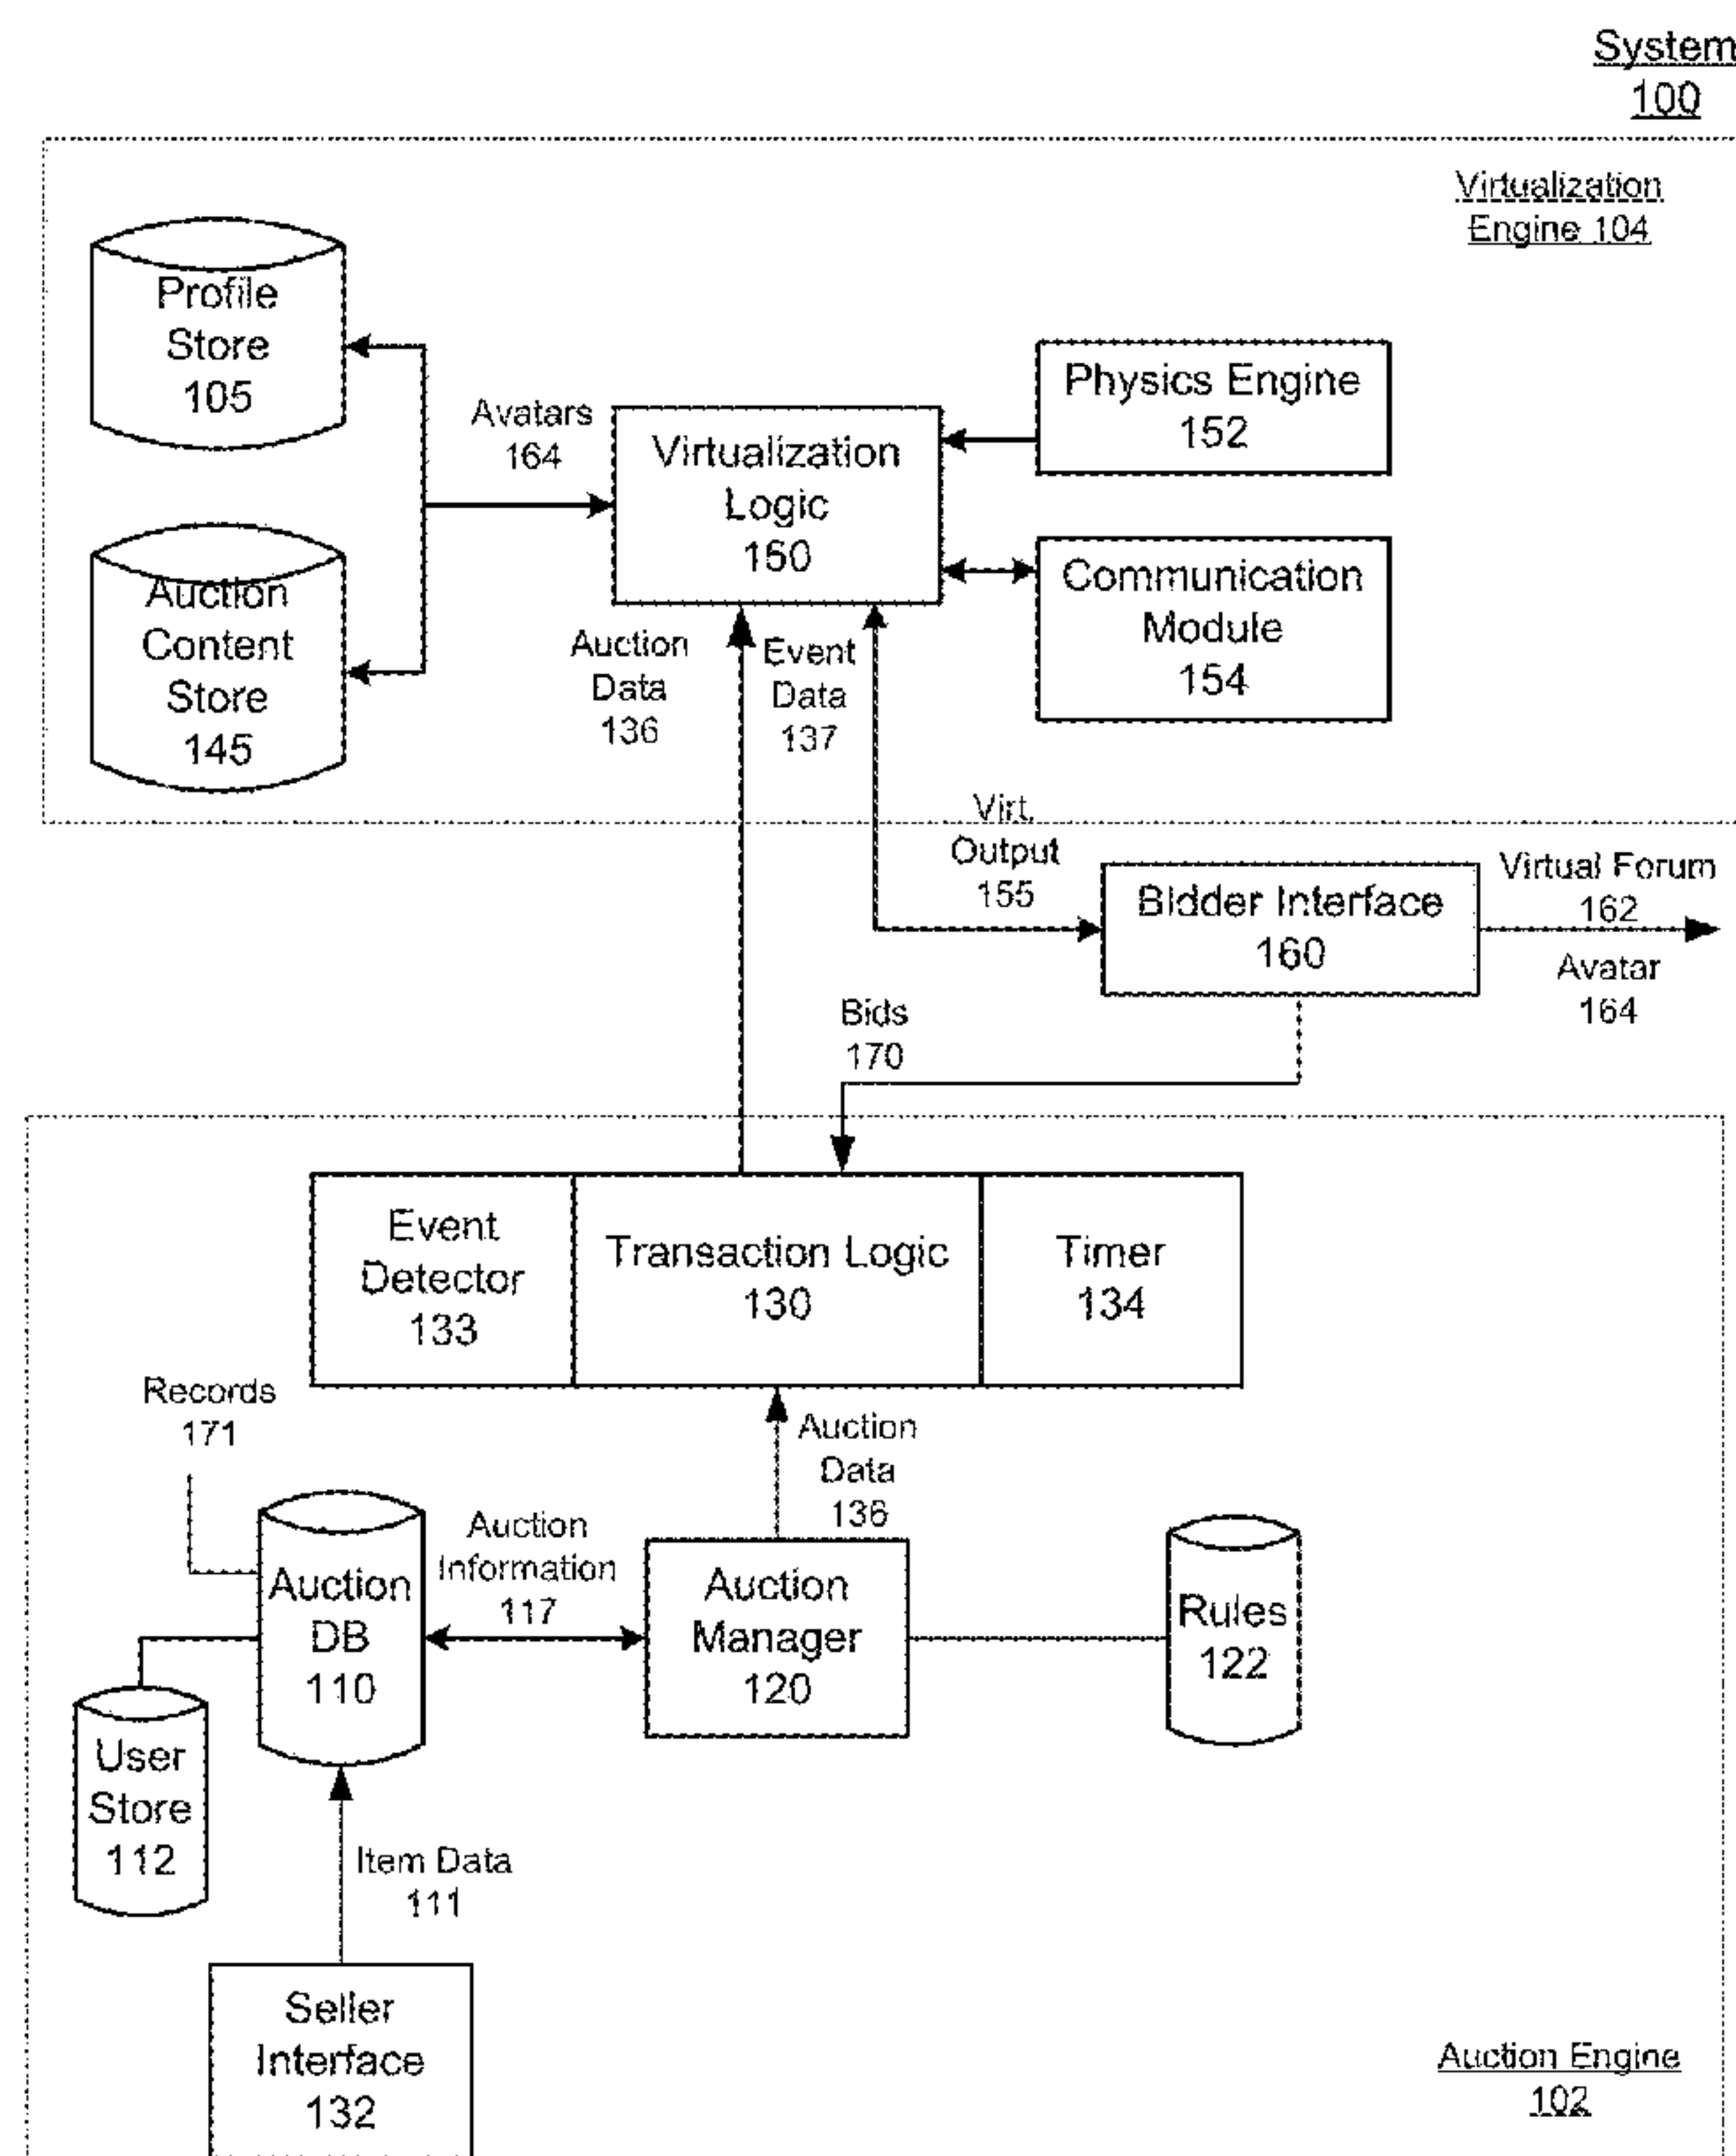 System
100
Virtualization
Engine 104
Profile
Store
105
Avatars
164
Virtualization
Logic
150
Physics Engine
152
Communication
Module
154
Auction
Content
Store
145
Auction
Data
136
Event
Data
137
Virt.
Output
155
Bidder Interface
160
Virtual Forum
162
Avatar
164
Bids
170
Event
Detector
133
Transaction Logic
130
Timer
134
Records
171
Auction
Data
136
Auction
DB
110
Auction
Information
117
Auction
Manager
120
Rules
122
User
Store
112
Item Data
111
Seller
Interface
132
Auction Engine
102